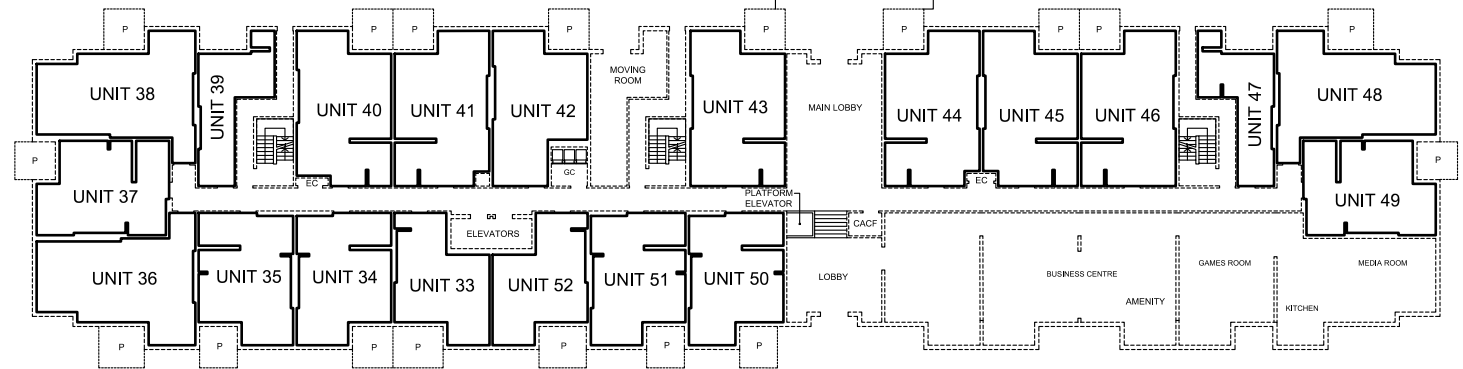 P
P
P
P
P
P
P
P
UNIT 38
UNIT 39
UNIT 40
UNIT 41
UNIT 42
MOVING
ROOM
UNIT 43
MAIN LOBBY
UNIT 44
UNIT 45
UNIT 46
UNIT 47
UNIT 48
P
P
GC
EC
EC
UNIT 37
PLATFORM
ELEVATOR
UNIT 49
ELEVATORS
CACF
UNIT 36
UNIT 35
UNIT 34
UNIT 33
UNIT 52
UNIT 51
UNIT 50
LOBBY
BUSINESS CENTRE
GAMES ROOM
MEDIA ROOM
AMENITY
KITCHEN
P
P
P
P
P
P
P